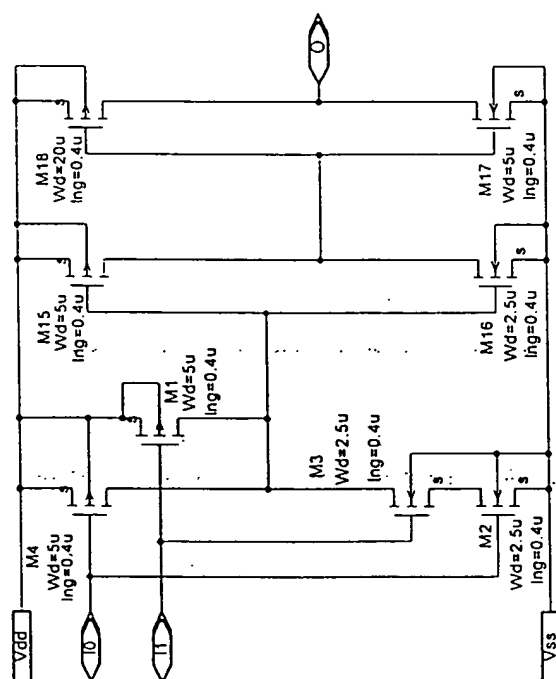 Vdd
I0
I1
Vss
M4
Wd=5u
lng=0.4u
s
M1
Wd=5u
lng=0.4u
s
M3
Wd=2.5u
lng=0.4u
s
M2
Wd=2.5u
lng=0.4u
s
M15
Wd=5u
lng=0.4u
s
M16
Wd=2.5u
lng=0.4u
s
M18
Wd=20u
lng=0.4u
s
M17
Wd=5u
lng=0.4u
s
O